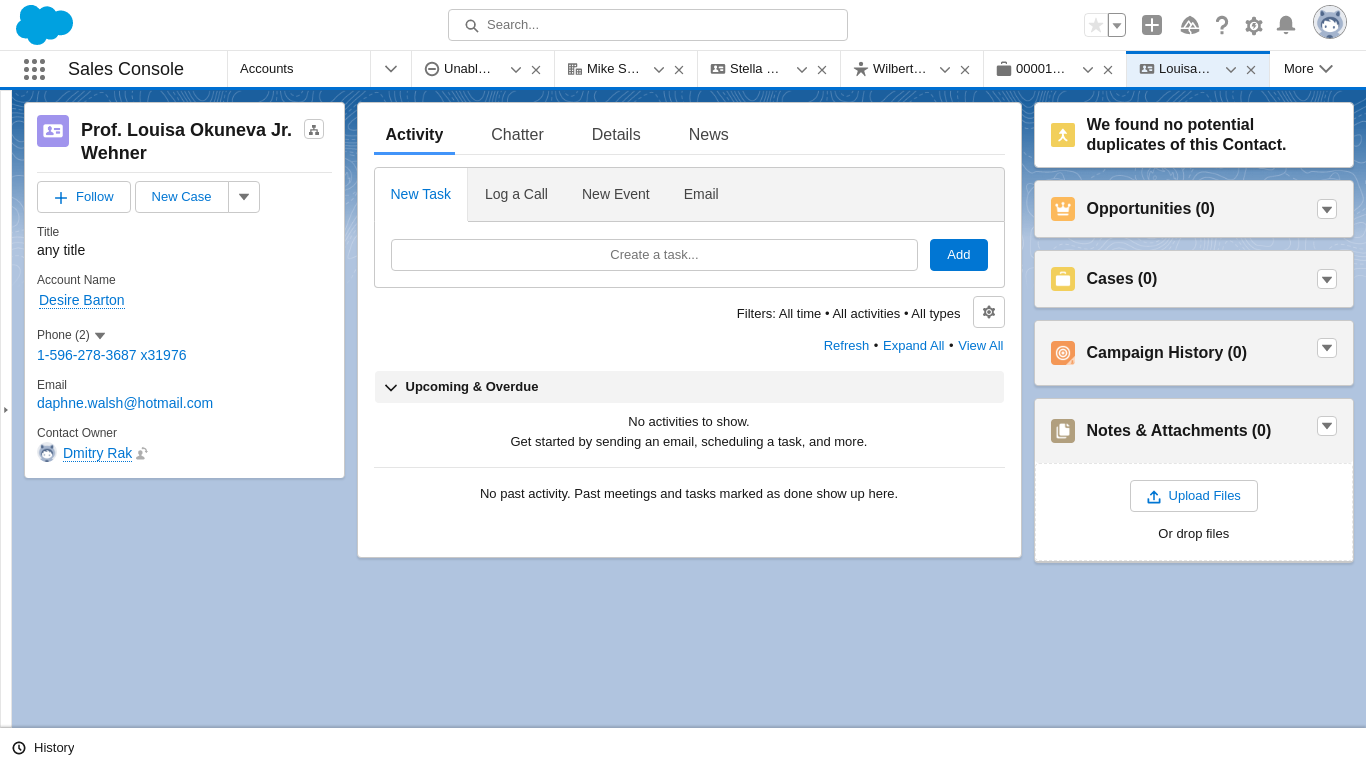 Search...
Sales Console
Accounts
Unabl...
Mike S...
Stella ...
Wilbert...
00001...
Louisa...
More
Prof. Louisa Okuneva Jr.
Wehner
Follow
New Case
Title
any title
Account Name
Desire Barton
Phone (2)
1-596-278-3687 x31976
Email
daphne.walsh@hotmail.com
Contact Owner
Dmitry Rak
Activity
Chatter
Details
News
New Task
Log a Call
New Event
Email
Create a task...
Add
Filters: All time • All activities • All types
Refresh • Expand All • View All
Upcoming & Overdue
No activities to show.
Get started by sending an email, scheduling a task, and more.
No past activity. Past meetings and tasks marked as done show up here.
We found no potential
duplicates of this Contact.
Opportunities (0)
Cases (0)
Campaign History (0)
Notes & Attachments (0)
Upload Files
Or drop files
History